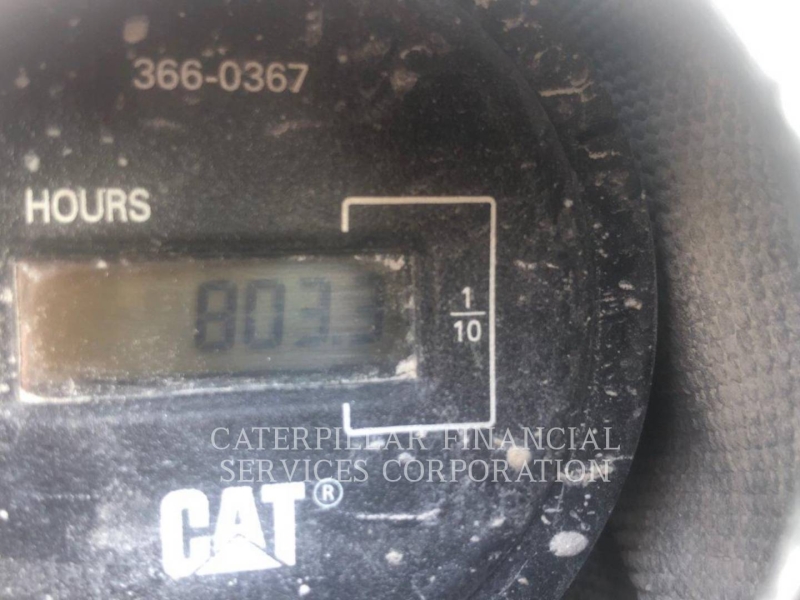 366-0367
HOURS
803.3
1/10
CATERPILLAR FINANCIAL
SERVICES CORPORATION
CAT®